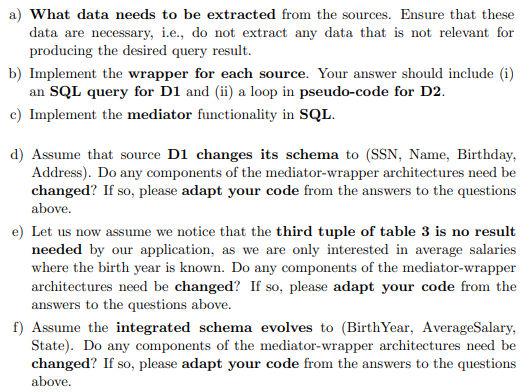 a) What data needs to be extracted from the sources. Ensure that these
data are necessary, i.e., do not extract any data that is not relevant for
producing the desired query result.
b) Implement the wrapper for each source. Your answer should include (i)
an SQL query for D1 and (ii) a loop in pseudo-code for D2.
c) Implement the mediator functionality in SQL.
d) Assume that source D1 changes its schema to (SSN, Name, Birthday,
Address). Do any components of the mediator-wrapper architectures need be
changed? If so, please adapt your code from the answers to the questions
above.
e) Let us now assume we notice that the third tuple of table 3 is no result
needed by our application, as we are only interested in average salaries
where the birth year is known. Do any components of the mediator-wrapper
architectures need be changed? If so, please adapt your code from the
answers to the questions above.
f) Assume the integrated schema evolves to (BirthYear, AverageSalary,
State). Do any components of the mediator-wrapper architectures need be
changed? If so, please adapt your code from the answers to the questions
above.